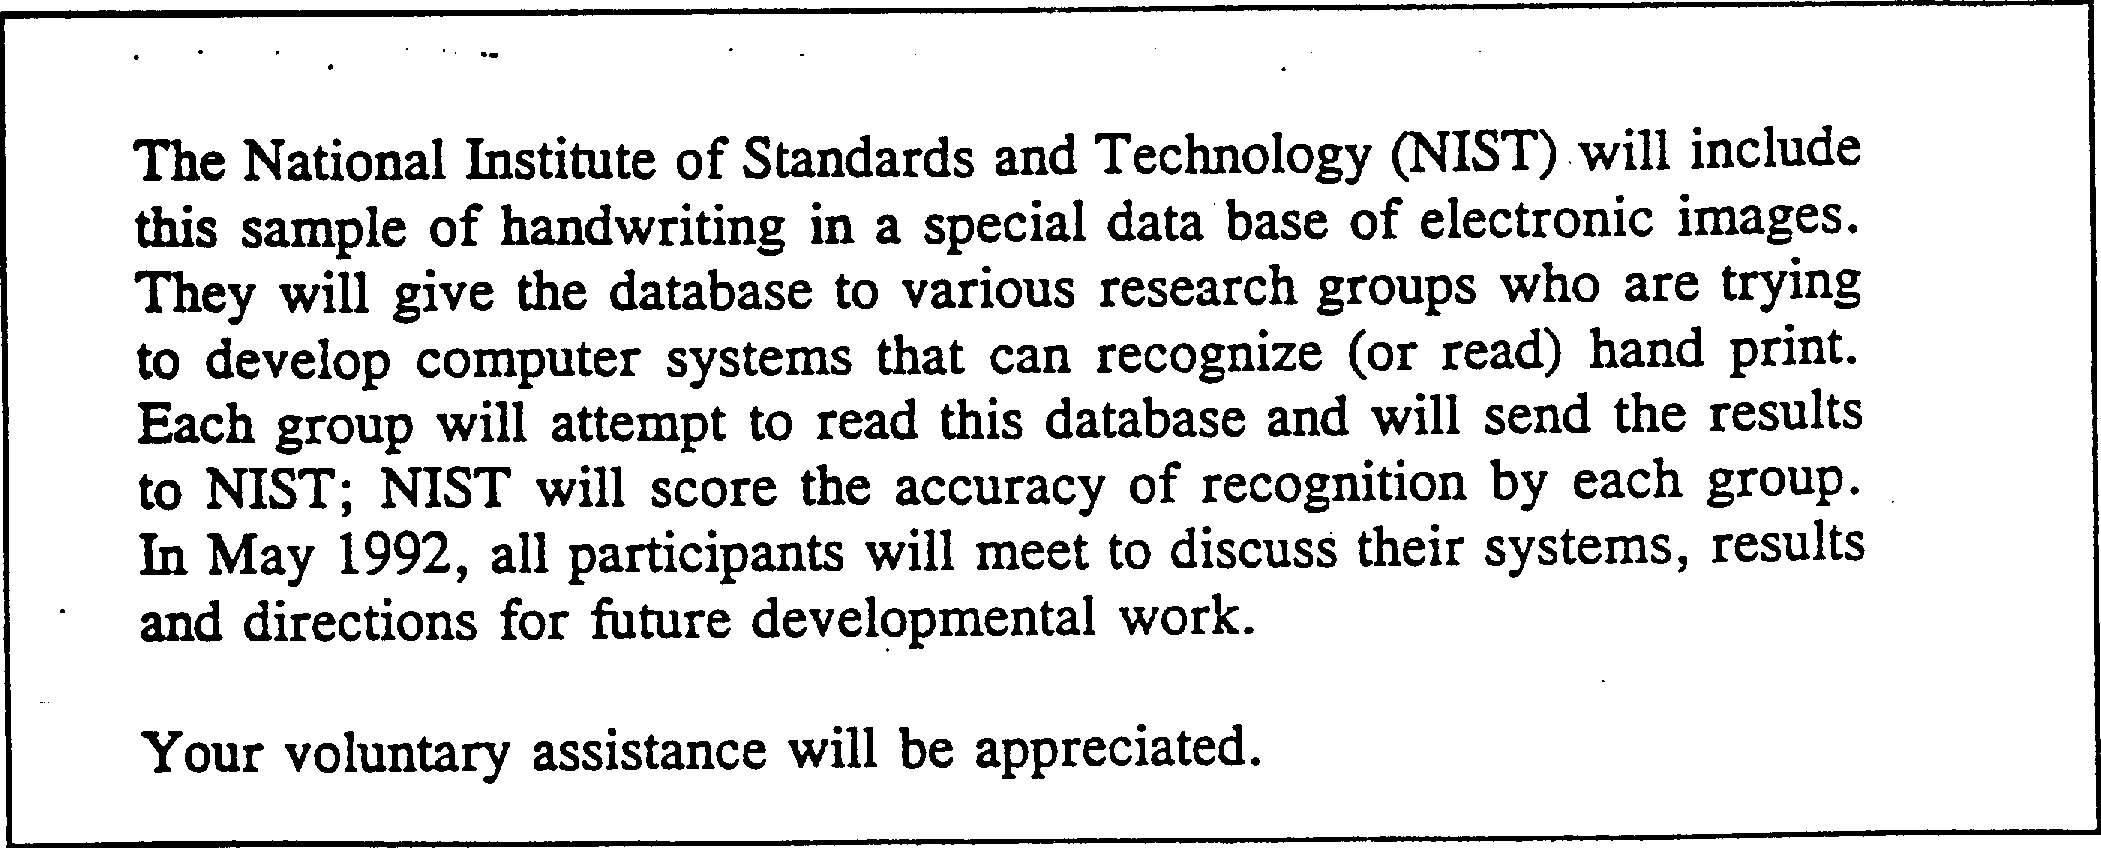 The National Institute of Standards and Technology (NIST) will include
this sample of handwriting in a special data base of electronic images.
They will give the database to various research groups who are trying
to develop computer systems that can recognize (or read) hand print.
Each group will attempt to read this database and will send the results
to NIST; NIST will score the accuracy of recognition by each group.
In May 1992, all participants will meet to discuss their systems, results
and directions for future developmental work.
Your voluntary assistance will be appreciated.